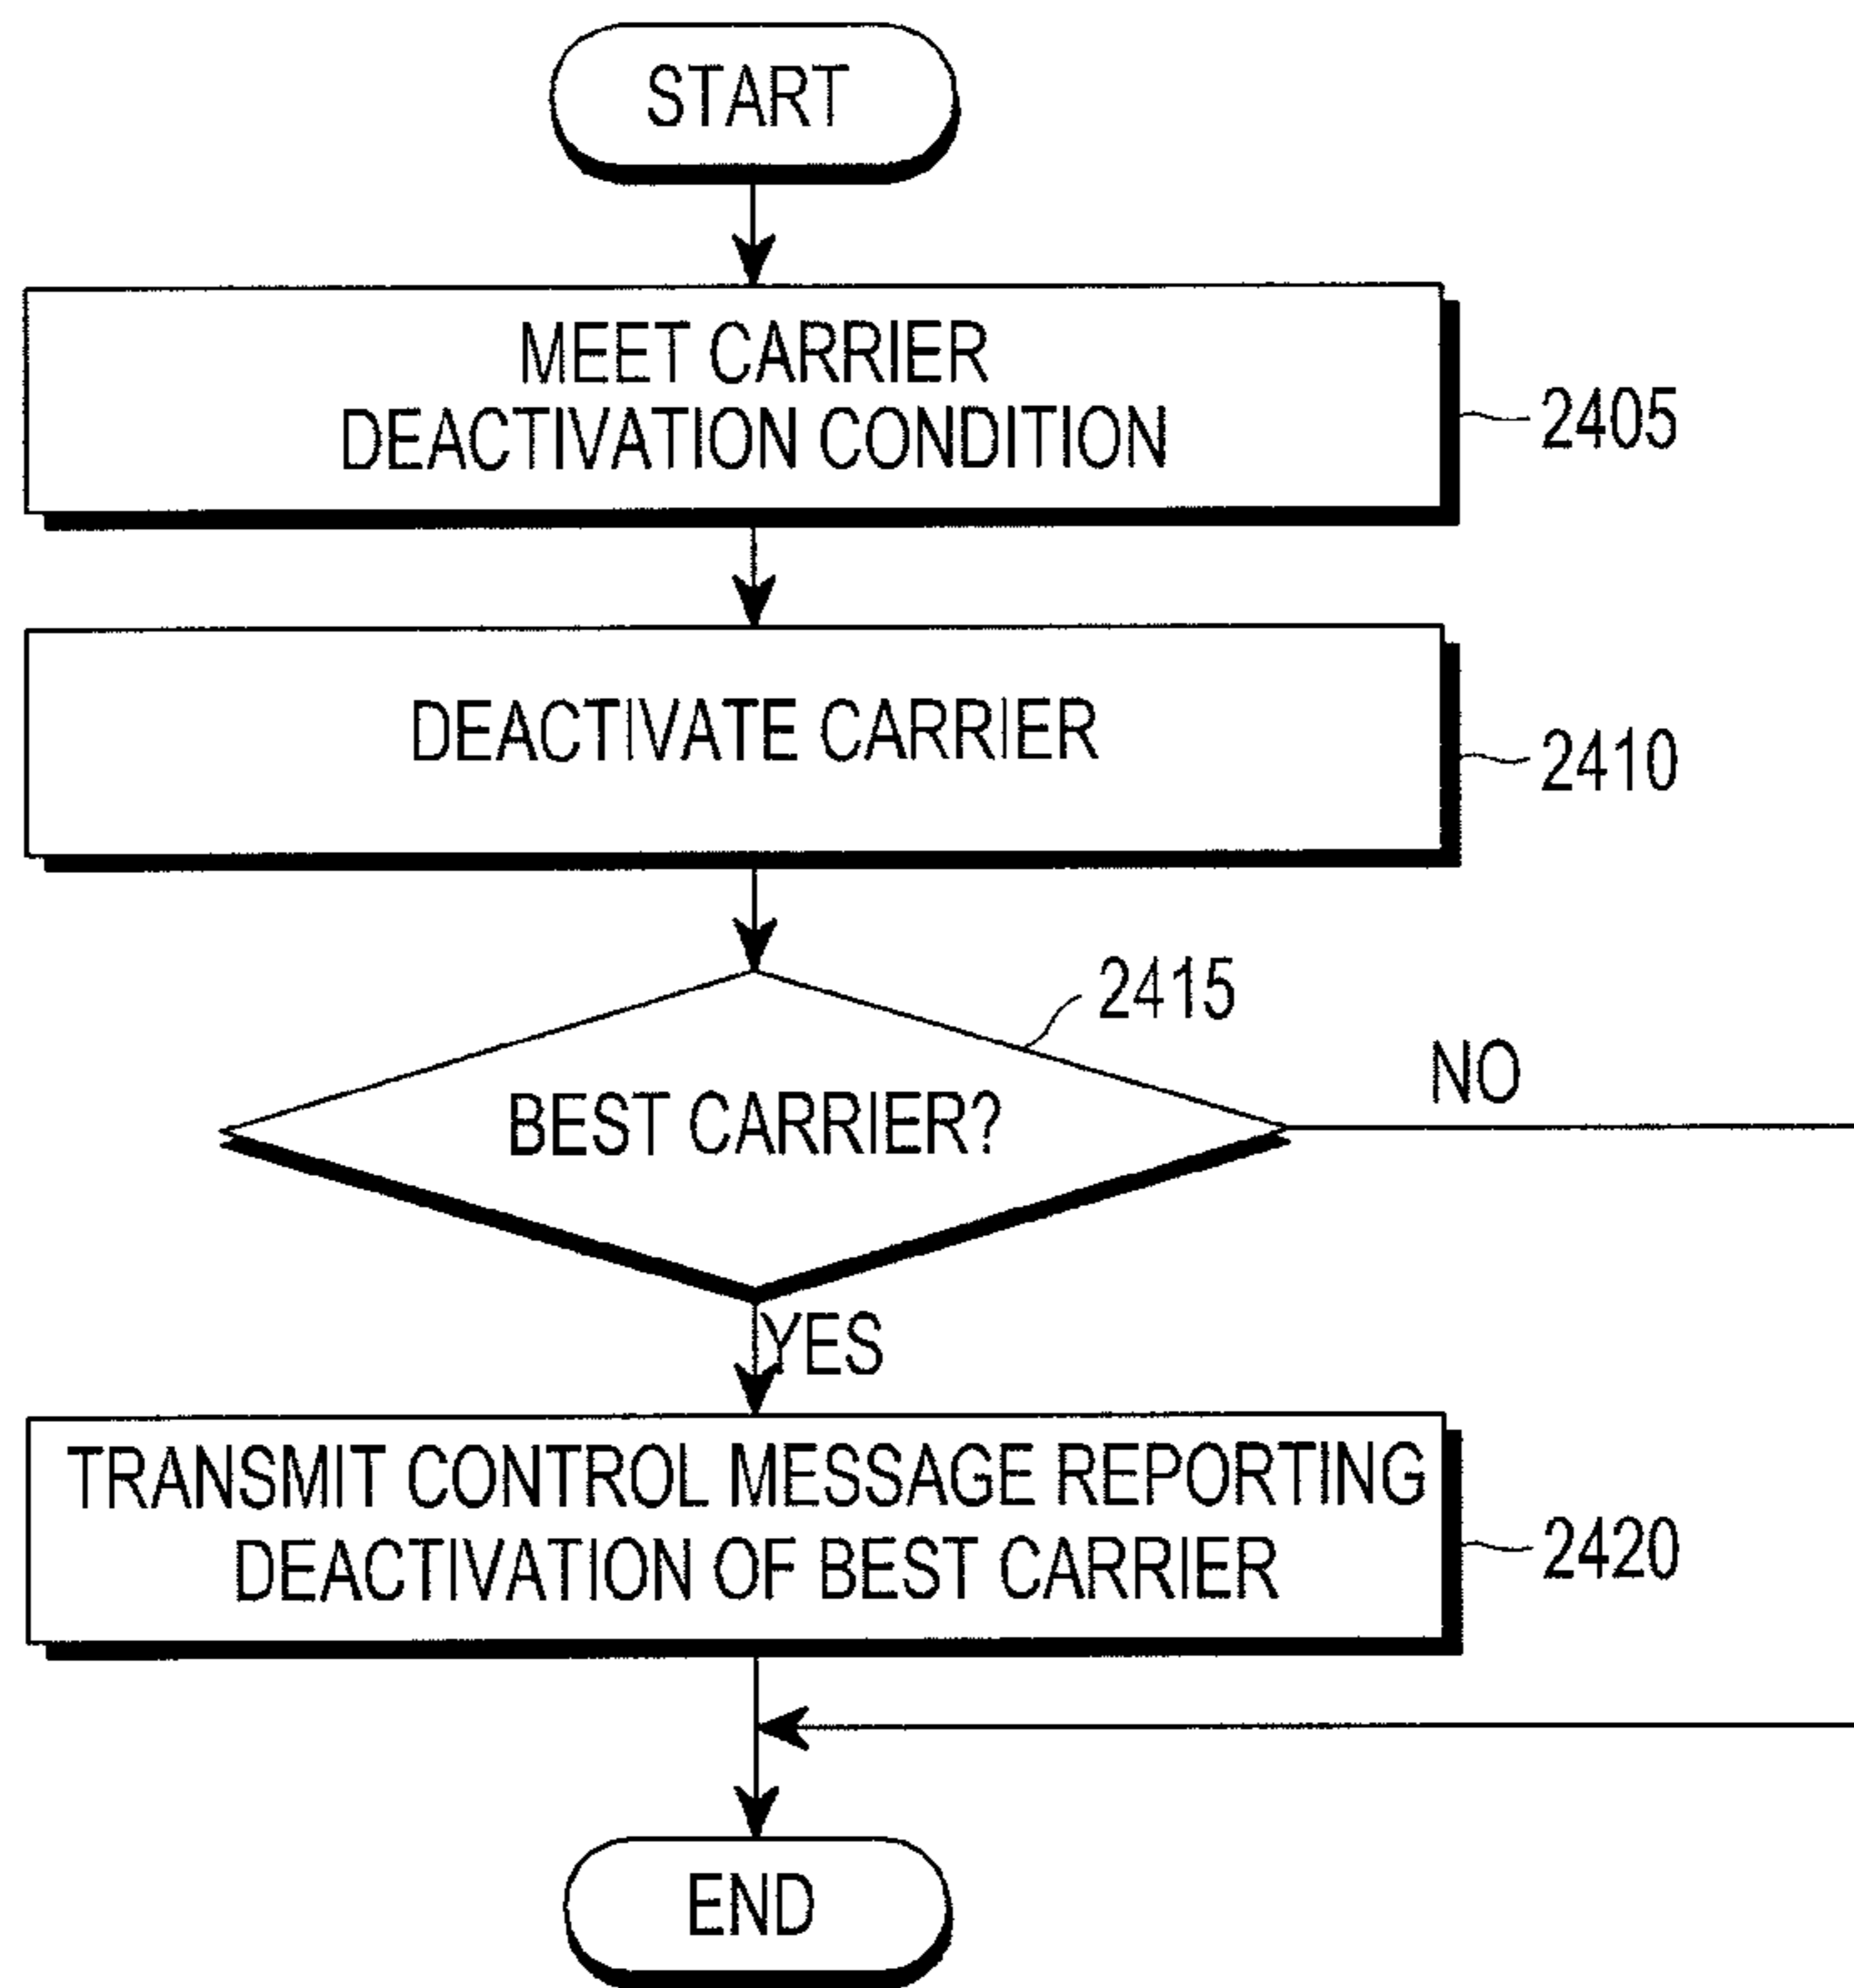 START
MEET CARRIER
DEACTIVATION CONDITION
2405
DEACTIVATE CARRIER
2410
2415
NO
BEST CARRIER?
YES
TRANSMIT CONTROL MESSAGE REPORTING
DEACTIVATION OF BEST CARRIER
2420
END